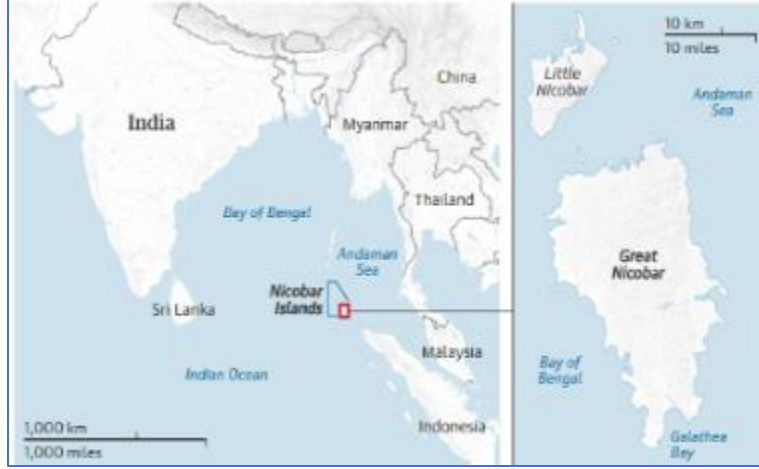 China
India
Myanmar
Thailand
Bay of Bengal
Andaman
Sea
Nicobar
Islands
Sri Lanka
Malaysia
Indian Ocean
Indonesia
1,000 km
1,000 miles
10 km
10 miles
Little
Nicobar
Andaman
Sea
Great
Nicobar
Bay of
Bengal
Galathea
Bay